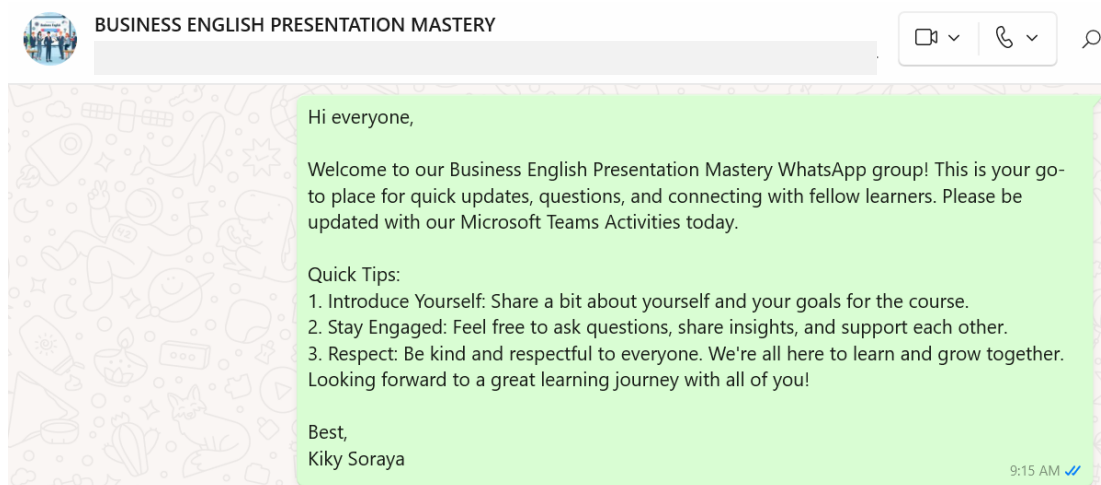 BUSINESS ENGLISH PRESENTATION MASTERY
Hi everyone,
Welcome to our Business English Presentation Mastery WhatsApp group! This is your go-
to place for quick updates, questions, and connecting with fellow learners. Please be
updated with our Microsoft Teams Activities today.
Quick Tips:
1. Introduce Yourself: Share a bit about yourself and your goals for the course.
2. Stay Engaged: Feel free to ask questions, share insights, and support each other.
3. Respect: Be kind and respectful to everyone. We're all here to learn and grow together.
Looking forward to a great learning journey with all of you!
Best,
Kiky Soraya
9:15 AM